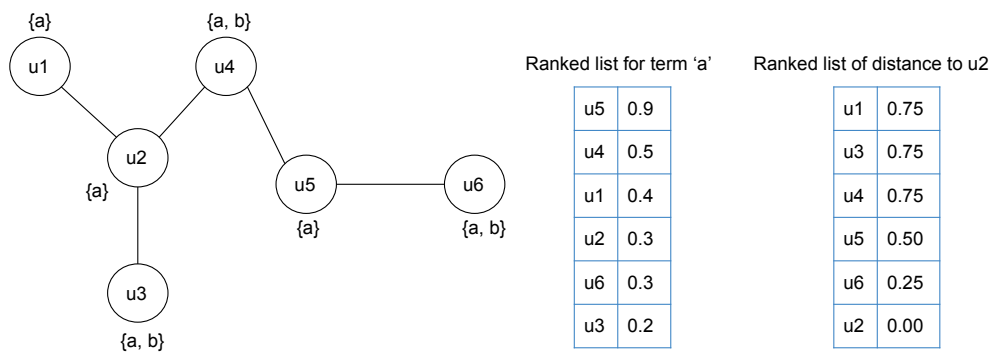 {a}
{a, b}
u1
u4
u2
{a}
u5
u6
{a}
{a, b}
u3
{a, b}
Ranked list for term ‘a’
u5 0.9
u4 0.5
u1 0.4
u2 0.3
u6 0.3
u3 0.2
Ranked list of distance to u2
u1 0.75
u3 0.75
u4 0.75
u5 0.50
u6 0.25
u2 0.00